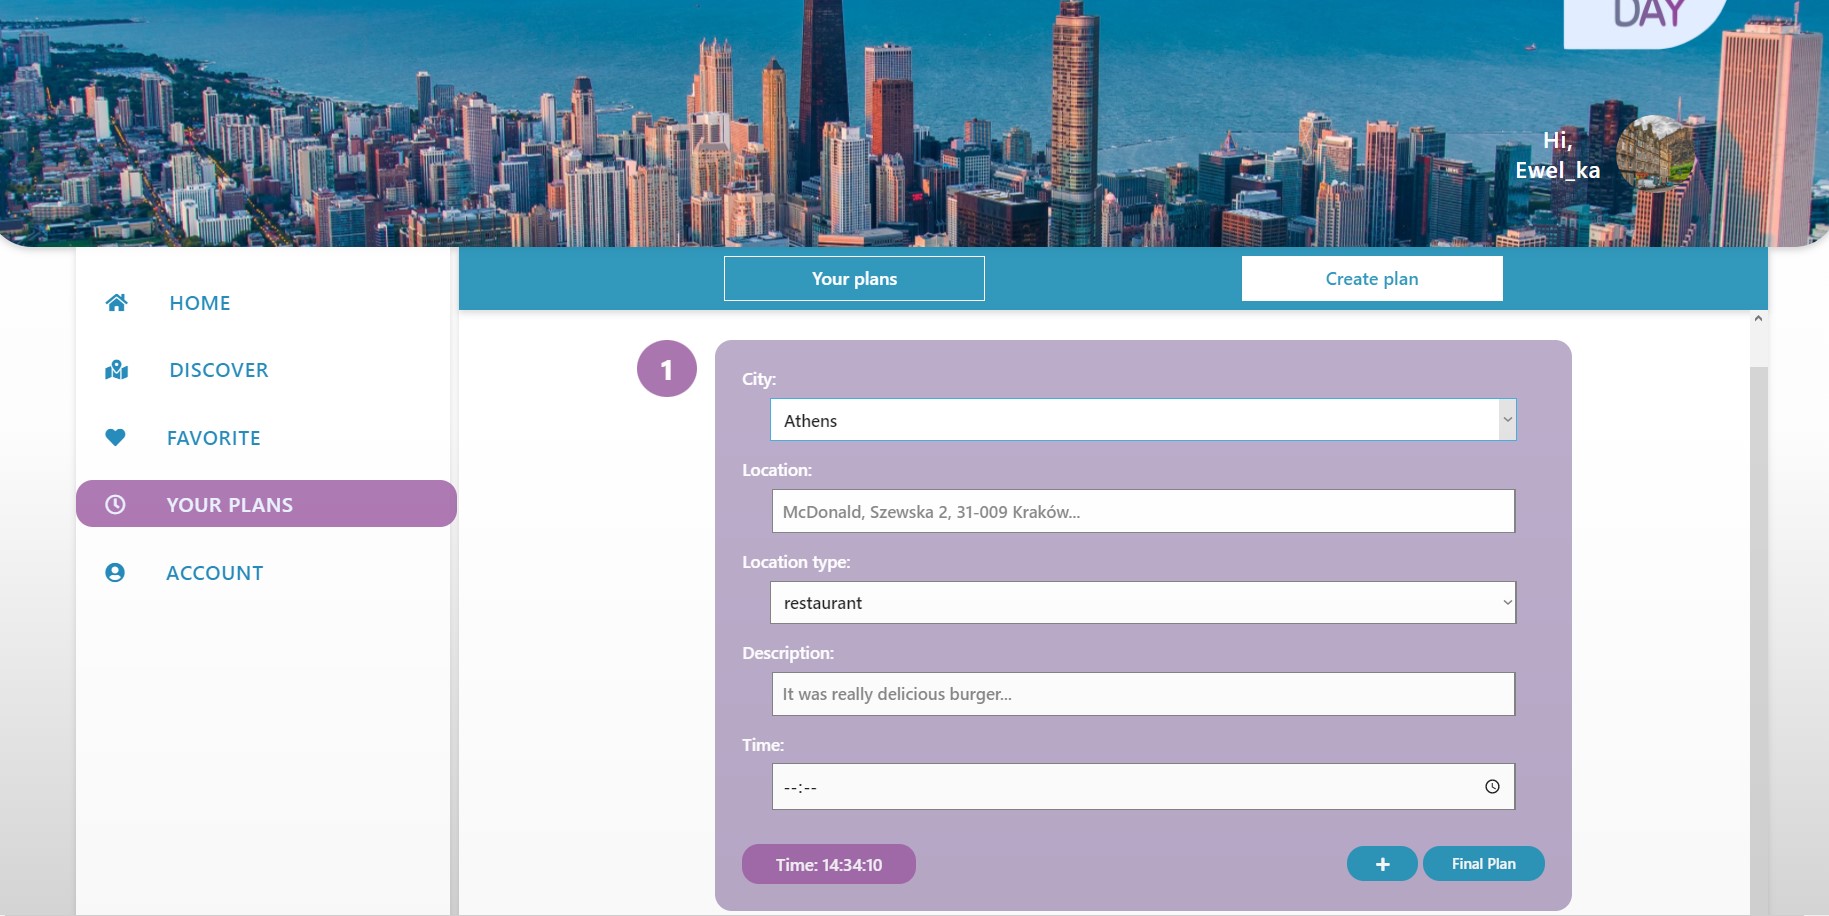 DAY
Hi,
Ewel_ka
Your plans
Create plan
HOME
DISCOVER
FAVORITE
YOUR PLANS
ACCOUNT
1
City:
Athens
Location:
McDonald, Szewska 2, 31-009 Kraków...
Location type:
restaurant
Description:
It was really delicious burger...
Time:
--:--
Time: 14:34:10
+
Final Plan